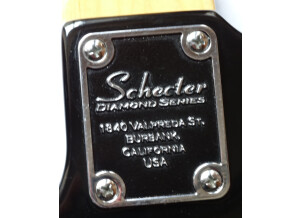 Schecter
DIAMOND SERIES
1840 VALPREDA ST.
BURBANK,
CALIFORNIA
USA